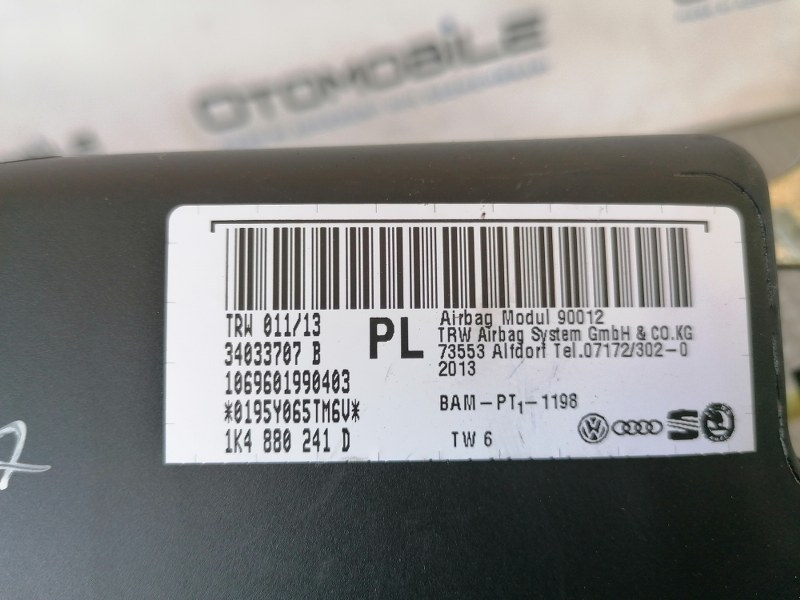 OTOMOBILE
TRW 011/13
34033707 B
1069601990403
*0195Y065TM6V*
1K4 880 241 D
PL
Airbag Modul 90012
TRW Airbag System GmbH & CO.KG
73553 Alfdorf Tel.07172/302-0
2013
BAM-PT1-1198
TW 6